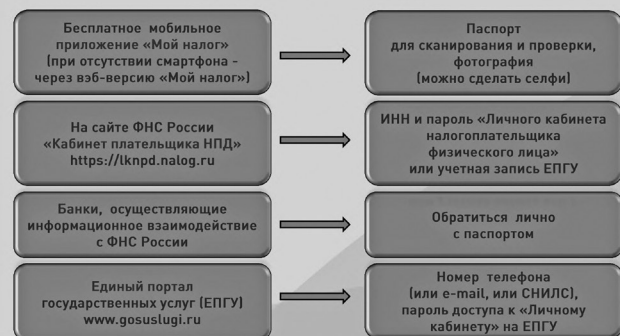 Бесплатное мобильное
приложение «Мой налог»
(при отсутствии смартфона -
через вэб-версию «Мой налог»)
Паспорт
для сканирования и проверки,
фотография
(можно сделать селфи)
На сайте ФНС России
«Кабинет плательщика НПД»
https://lknpd.nalog.ru
ИНН и пароль «Личного кабинета
налогоплательщика
физического лица»
или учетная запись ЕПГУ
Банки, осуществляющие
информационное взаимодействие
с ФНС России
Обратиться лично
с паспортом
Единый портал
государственных услуг (ЕПГУ)
www.gosuslugi.ru
Номер телефона
(или e-mail, или СНИЛС),
пароль доступа к «Личному
кабинету» на ЕПГУ